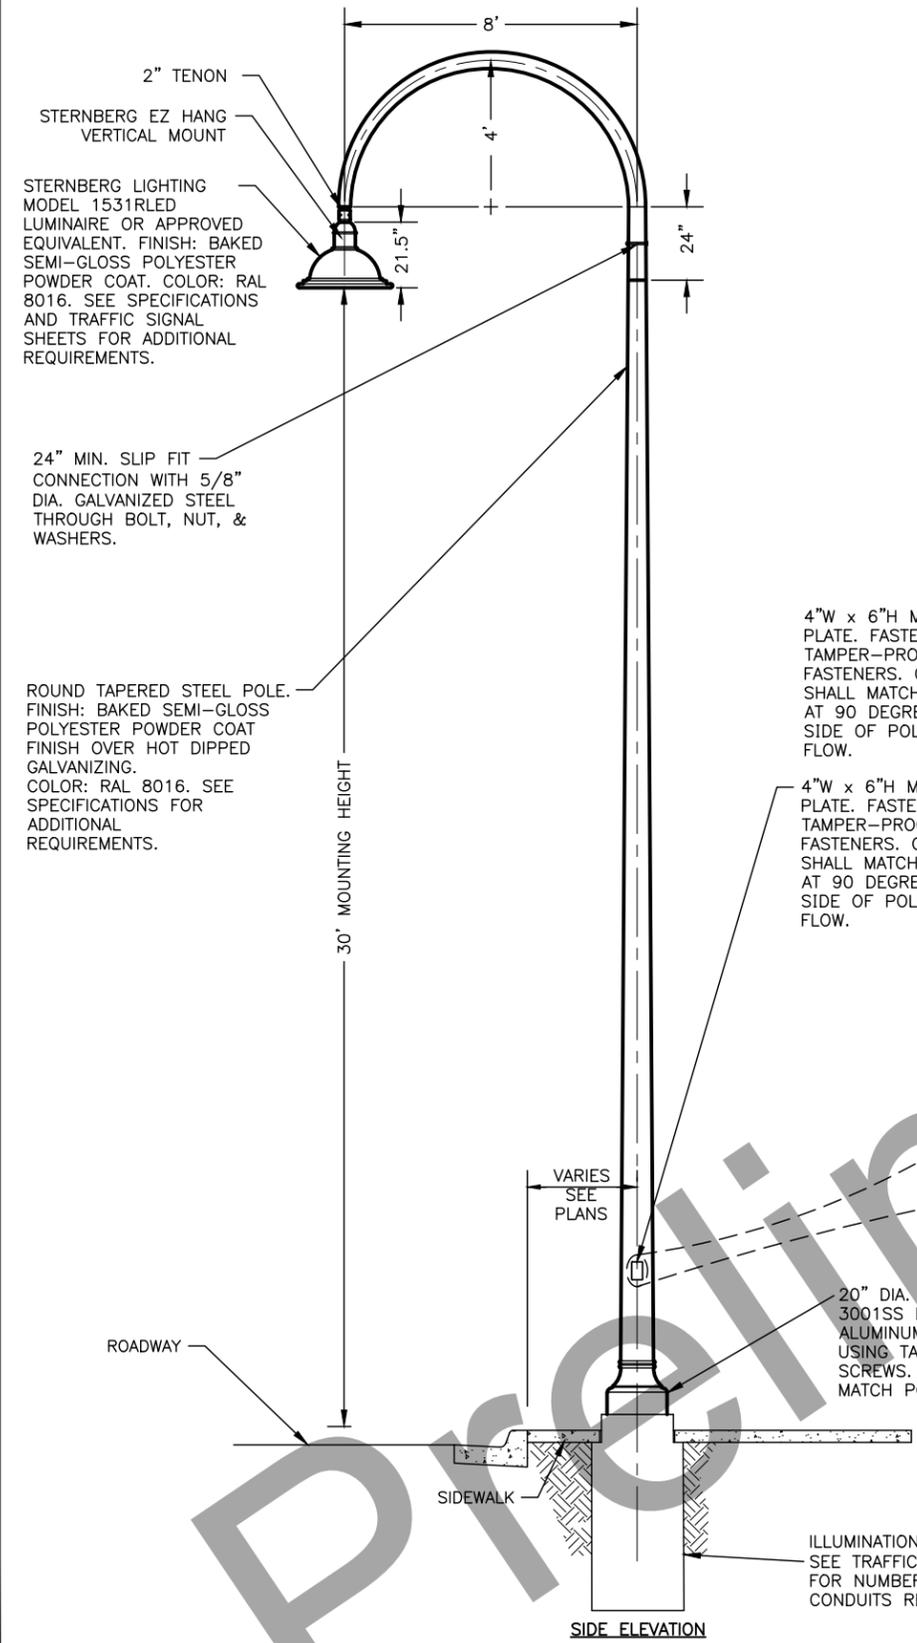 8'
2" TENON
STERNBERG EZ HANG
VERTICAL MOUNT
4'
STERNBERG LIGHTING
MODEL 1531RLED
LUMINAIRE OR APPROVED
EQUIVALENT. FINISH: BAKED
SEMI-GLOSS POLYESTER
POWDER COAT. COLOR: RAL
8016. SEE SPECIFICATIONS
AND TRAFFIC SIGNAL
SHEETS FOR ADDITIONAL
REQUIREMENTS.
21.5"
24"
24" MIN. SLIP FIT
CONNECTION WITH 5/8"
DIA. GALVANIZED STEEL
THROUGH BOLT, NUT, &
WASHERS.
ROUND TAPERED STEEL POLE.
FINISH: BAKED SEMI-GLOSS
POLYESTER POWDER COAT
FINISH OVER HOT DIPPED
GALVANIZING.
COLOR: RAL 8016. SEE
SPECIFICATIONS FOR
ADDITIONAL
REQUIREMENTS.
30' MOUNTING HEIGHT
4"W x 6"H
PLATE. FASTE
TAMPER-PRO
FASTENERS.
SHALL MATCH
AT 90 DEGRE
SIDE OF POL
FLOW.
4"W x 6"H
PLATE. FASTE
TAMPER-PRO
FASTENERS.
SHALL MATCH
AT 90 DEGRE
SIDE OF POL
FLOW.
VARIES
SEE
PLANS
20" DIA.
3001SS
ALUMINUM
USING TA
SCREWS.
MATCH P
ROADWAY
SIDEWALK
ILLUMINATION
SEE TRAFFIC
FOR NUMBER
CONDUITS R
SIDE ELEVATION
Prelin